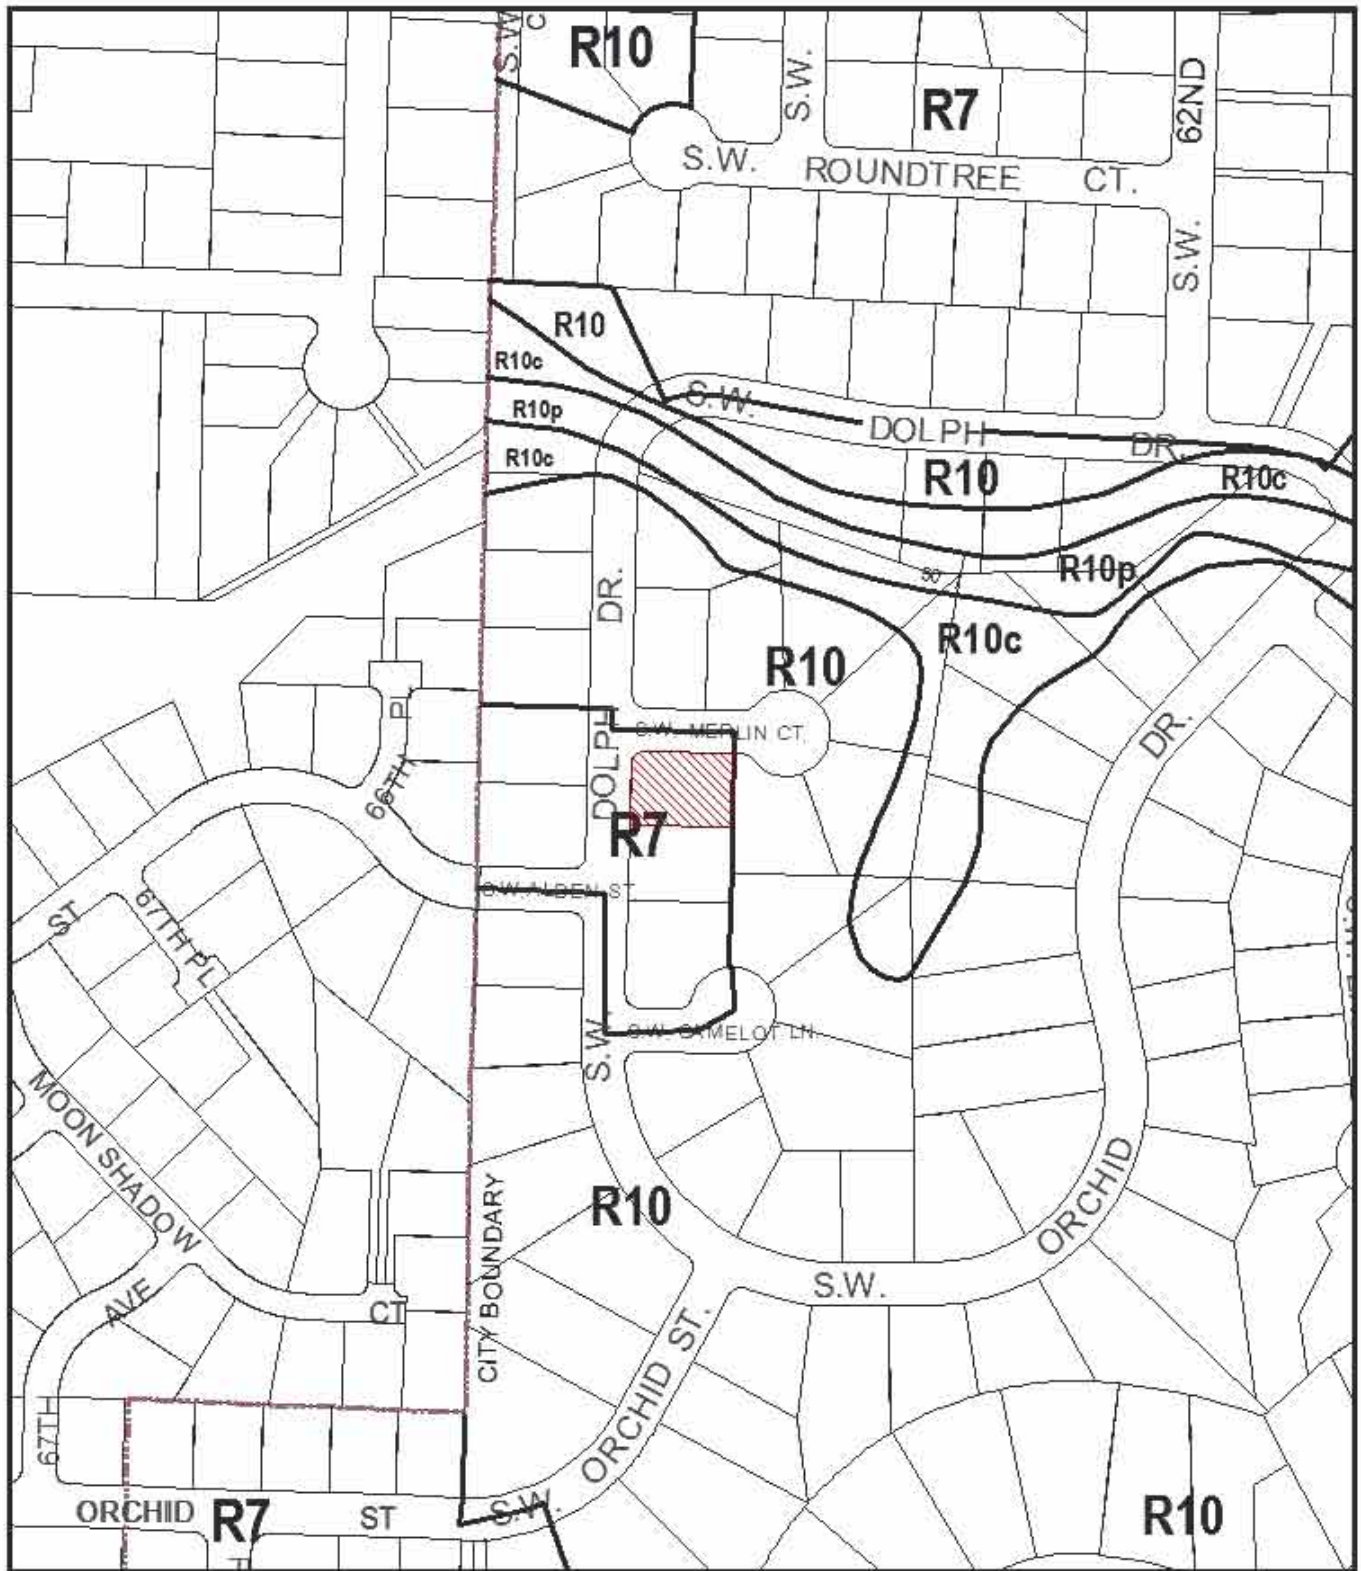 S.W.
C
R10
S.W.
R7
62ND
S.W. ROUNDTREE CT.
S.W.
R10
R10c
R10p
R10c
S.W. DOLPH DR.
R10
R10c
R10p
50'
R10c
R10
DR.
DOLPH
S.W.
S.W. MERLIN CT.
R7
S.W. ALDEN ST
S.W. CAMELOT LN.
PL
66TH
ST
67TH PL
MOON SHADOW
CT
AVE
67TH
CITY BOUNDARY
R10
DR.
ORCHID
S.W.
S.W. ORCHID ST.
ORCHID ST
R7
R10